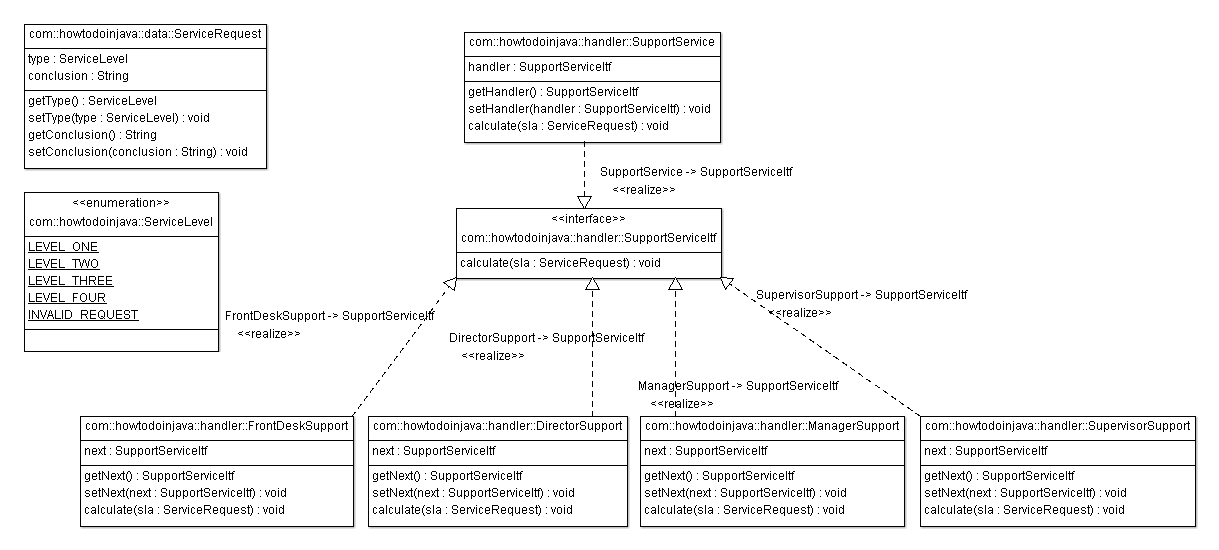 com::howtodoinjava::data::ServiceRequest
type : ServiceLevel
conclusion : String
getType() : ServiceLevel
setType(type : ServiceLevel) : void
getConclusion() : String
setConclusion(conclusion : String) : void
com::howtodoinjava::handler::SupportService
handler : SupportServiceItf
getHandler() : SupportServiceItf
setHandler(handler : SupportServiceItf) : void
calculate(sla : ServiceRequest) : void
SupportService -> SupportServiceItf
<<realize>>
<<enumeration>>
com::howtodoinjava::ServiceLevel
LEVEL_ONE
LEVEL_TWO
LEVEL_THREE
LEVEL_FOUR
INVALID_REQUEST
<<interface>>
com::howtodoinjava::handler::SupportServiceItf
calculate(sla : ServiceRequest) : void
FrontDeskSupport -> SupportServiceItf
<<realize>>
DirectorSupport -> SupportServiceItf
<<realize>>
ManagerSupport -> SupportServiceItf
<<realize>>
SupervisorSupport -> SupportServiceItf
<<realize>>
com::howtodoinjava::handler::FrontDeskSupport
next : SupportServiceItf
getNext() : SupportServiceItf
setNext(next : SupportServiceItf) : void
calculate(sla : ServiceRequest) : void
com::howtodoinjava::handler::DirectorSupport
next : SupportServiceItf
getNext() : SupportServiceItf
setNext(next : SupportServiceItf) : void
calculate(sla : ServiceRequest) : void
com::howtodoinjava::handler::ManagerSupport
next : SupportServiceItf
getNext() : SupportServiceItf
setNext(next : SupportServiceItf) : void
calculate(sla : ServiceRequest) : void
com::howtodoinjava::handler::SupervisorSupport
next : SupportServiceItf
getNext() : SupportServiceItf
setNext(next : SupportServiceItf) : void
calculate(sla : ServiceRequest) : void